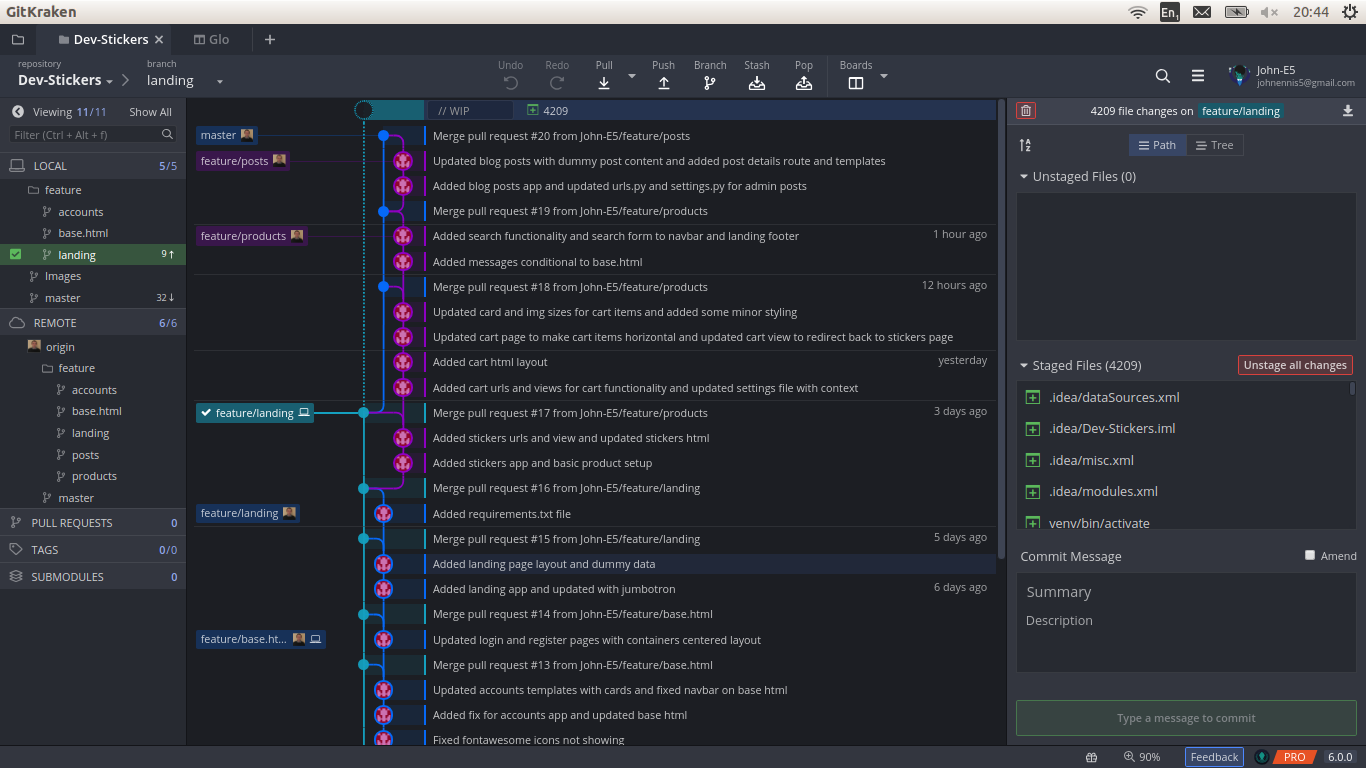 GitKraken
En1
20:44
Dev-Stickers
Glo
repository
Dev-Stickers
branch
landing
Undo
Redo
Pull
Push
Branch
Stash
Pop
Boards
John-E5
johnennis5@gmail.com
Viewing 11/11
Show All
Filter (Ctrl + Alt + f)
LOCAL
5/5
feature
accounts
base.html
landing
9↑
Images
master
32↓
REMOTE
6/6
origin
feature
accounts
base.html
landing
posts
products
master
PULL REQUESTS
0
TAGS
0/0
SUBMODULES
0
// WIP
4209
master
Merge pull request #20 from John-E5/feature/posts
feature/posts
Updated blog posts with dummy post content and added post details route and templates
Added blog posts app and updated urls.py and settings.py for admin posts
Merge pull request #19 from John-E5/feature/products
feature/products
Added search functionality and search form to navbar and landing footer
1 hour ago
Added messages conditional to base.html
Merge pull request #18 from John-E5/feature/products
12 hours ago
Updated card and img sizes for cart items and added some minor styling
Updated cart page to make cart items horizontal and updated cart view to redirect back to stickers page
Added cart html layout
yesterday
Added cart urls and views for cart functionality and updated settings file with context
feature/landing
Merge pull request #17 from John-E5/feature/products
3 days ago
Added stickers urls and view and updated stickers html
Added stickers app and basic product setup
Merge pull request #16 from John-E5/feature/landing
feature/landing
Added requirements.txt file
Merge pull request #15 from John-E5/feature/landing
5 days ago
Added landing page layout and dummy data
Added landing app and updated with jumbotron
6 days ago
Merge pull request #14 from John-E5/feature/base.html
feature/base.ht...
Updated login and register pages with containers centered layout
Merge pull request #13 from John-E5/feature/base.html
Updated accounts templates with cards and fixed navbar on base html
Added fix for accounts app and updated base html
Fixed fontawesome icons not showing
4209 file changes on feature/landing
Path
Tree
Unstaged Files (0)
Staged Files (4209)
Unstage all changes
.idea/dataSources.xml
.idea/Dev-Stickers.iml
.idea/misc.xml
.idea/modules.xml
venv/bin/activate
Commit Message
Amend
Summary
Description
Type a message to commit
90%
Feedback
PRO
6.0.0